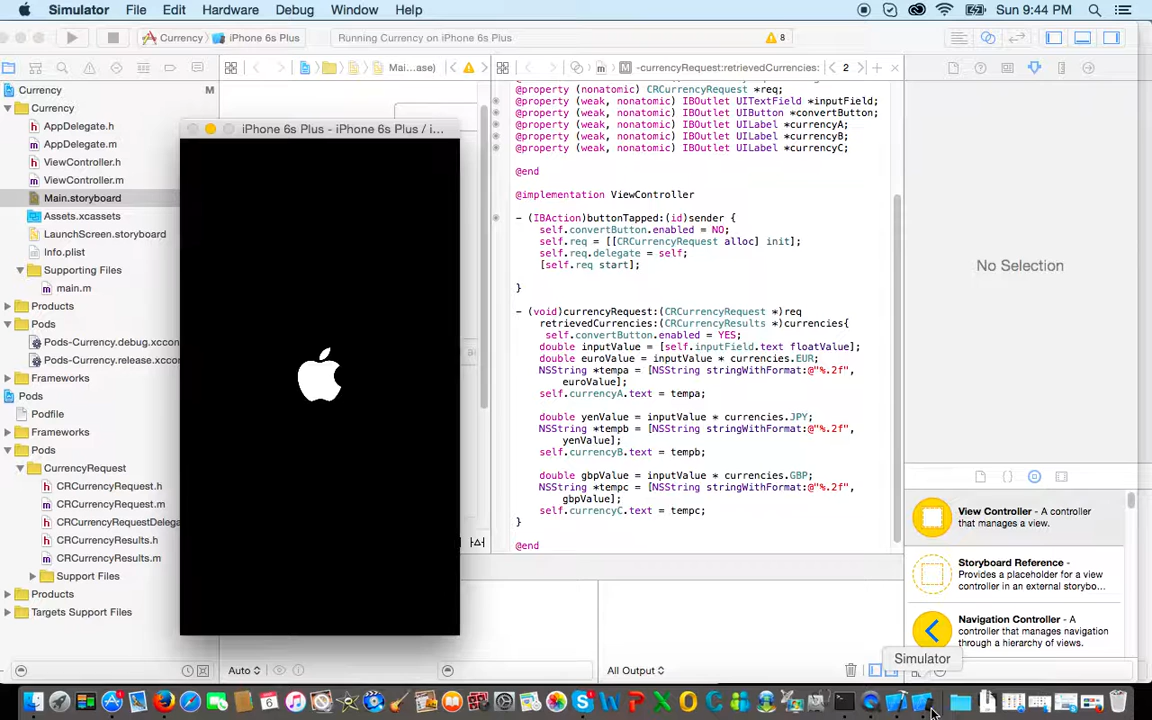 Simulator File Edit Hardware Debug Window Help Sun 9:44 PM
Currency iPhone 6s Plus Running Currency on iPhone 6s Plus 8
Mai...ase) -currencyRequest:retrievedCurrencies: 2
Currency M
Currency
AppDelegate.h
AppDelegate.m
ViewController.h
ViewController.m
Main.storyboard
Assets.xcassets
LaunchScreen.storyboard
Info.plist
Supporting Files
main.m
Products
Pods
Pods-Currency.debug.xccon
Pods-Currency.release.xccon
Frameworks
Pods
Podfile
Frameworks
Pods
CurrencyRequest
CRCurrencyRequest.h
CRCurrencyRequest.m
CRCurrencyRequestDelega
CRCurrencyResults.h
CRCurrencyResults.m
Support Files
Products
Targets Support Files
iPhone 6s Plus - iPhone 6s Plus / i...
@property (nonatomic) CRCurrencyRequest *req;
@property (weak, nonatomic) IBOutlet UITextField *inputField;
@property (weak, nonatomic) IBOutlet UIButton *convertButton;
@property (weak, nonatomic) IBOutlet UILabel *currencyA;
@property (weak, nonatomic) IBOutlet UILabel *currencyB;
@property (weak, nonatomic) IBOutlet UILabel *currencyC;
@end
@implementation ViewController
- (IBAction)buttonTapped:(id)sender {
self.convertButton.enabled = NO;
self.req = [[CRCurrencyRequest alloc] init];
self.req.delegate = self;
[self.req start];
}
- (void)currencyRequest:(CRCurrencyRequest *)req
retrievedCurrencies:(CRCurrencyResults *)currencies{
self.convertButton.enabled = YES;
double inputValue = [self.inputField.text floatValue];
double euroValue = inputValue * currencies.EUR;
NSString *tempa = [NSString stringWithFormat:@"%.2f",
euroValue];
self.currencyA.text = tempa;
double yenValue = inputValue * currencies.JPY;
NSString *tempb = [NSString stringWithFormat:@"%.2f",
yenValue];
self.currencyB.text = tempb;
double gbpValue = inputValue * currencies.GBP;
NSString *tempc = [NSString stringWithFormat:@"%.2f",
gbpValue];
self.currencyC.text = tempc;
}
@end
No Selection
View Controller - A controller
that manages a view.
Storyboard Reference -
Provides a placeholder for a view
controller in an external storybo...
Navigation Controller - A
controller that manages navigation
through a hierarchy of views.
Simulator
Auto All Output